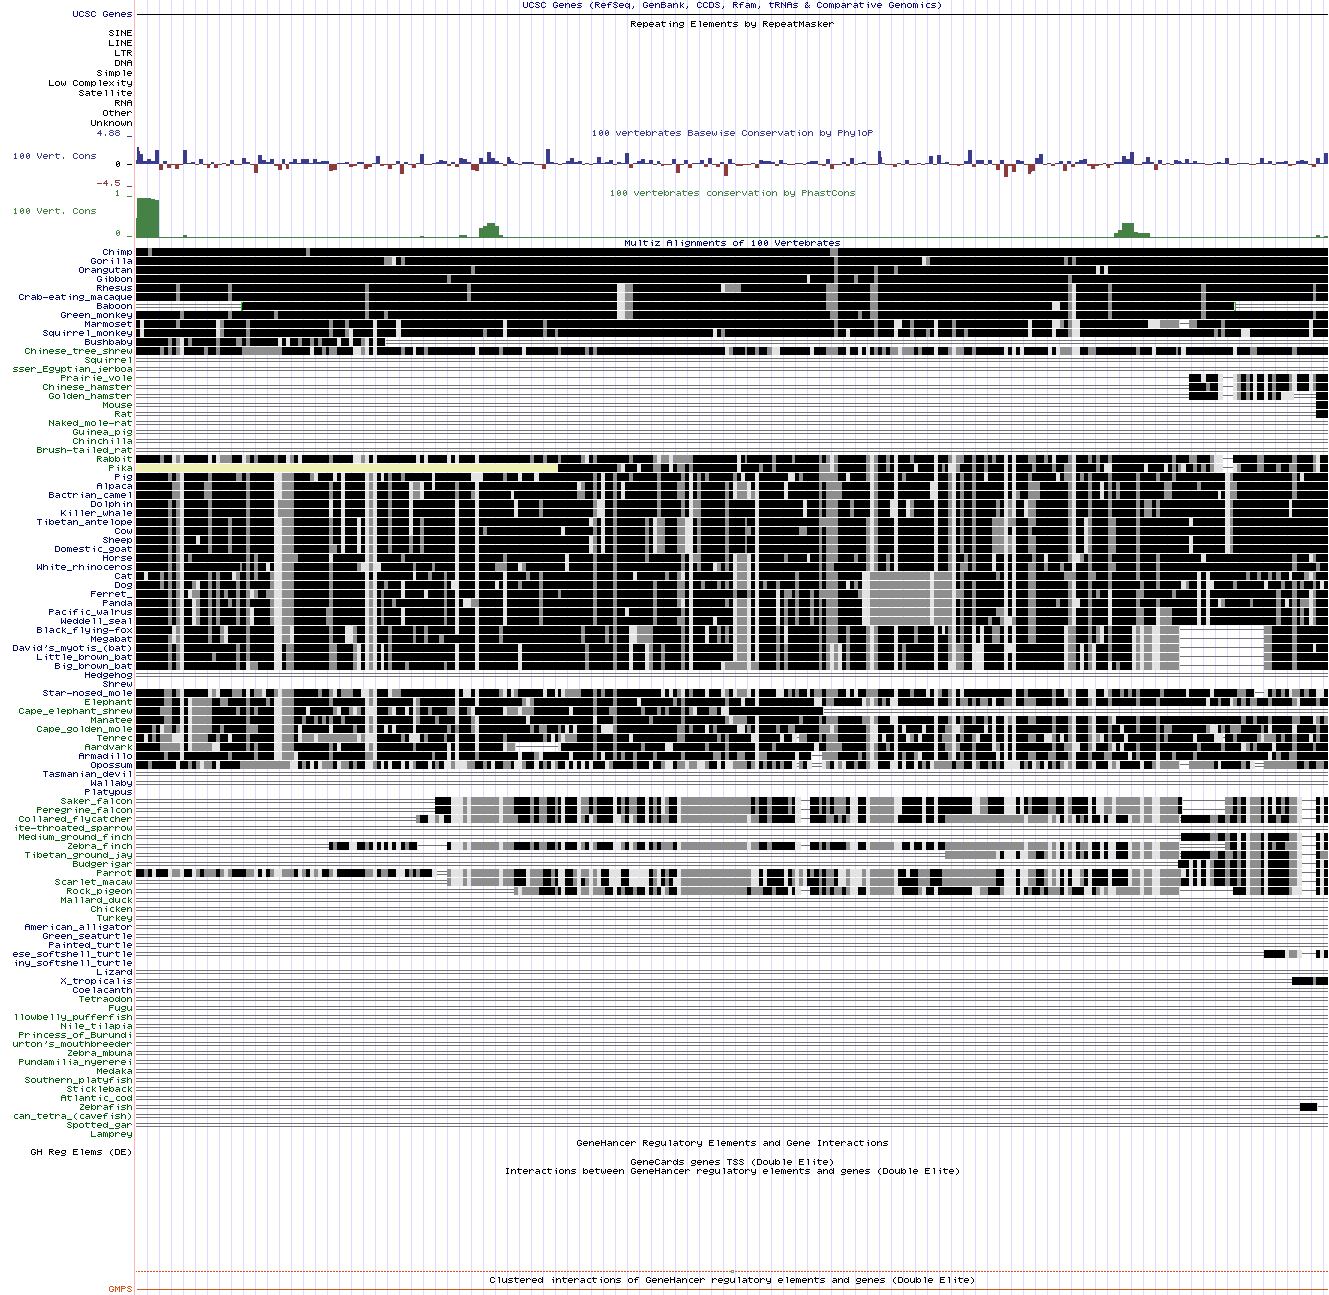 UCSC Genes (RefSeq, GenBank, CCDS, Rfam, tRNAs & Comparative Genomics)
UCSC Genes
Repeating Elements by RepeatMasker
SINE
LINE
LTR
DNA
Simple
Low Complexity
Satellite
RNA
Other
Unknown
4.88 _
100 vertebrates Basewise Conservation by PhyloP
100 Vert. Cons
0 _
-4.5 _
100 vertebrates conservation by PhastCons
1 _
100 Vert. Cons
0 _
Multiz Alignments of 100 Vertebrates
Chimp
Gorilla
Orangutan
Gibbon
Rhesus
Crab-eating_macaque
Baboon
Green_monkey
Marmoset
Squirrel_monkey
Bushbaby
Chinese_tree_shrew
Squirrel
sser_Egyptian_jerboa
Prairie_vole
Chinese_hamster
Golden_hamster
Mouse
Rat
Naked_mole-rat
Guinea_pig
Chinchilla
Brush-tailed_rat
Rabbit
Pika
Pig
Alpaca
Bactrian_camel
Dolphin
Killer_whale
Tibetan_antelope
Cow
Sheep
Domestic_goat
Horse
White_rhinoceros
Cat
Dog
Ferret_
Panda
Pacific_walrus
Weddell_seal
Black_flying-fox
Megabat
David's_myotis_(bat)
Little_brown_bat
Big_brown_bat
Hedgehog
Shrew
Star-nosed_mole
Elephant
Cape_elephant_shrew
Manatee
Cape_golden_mole
Tenrec
Aardvark
Armadillo
Opossum
Tasmanian_devil
Wallaby
Platypus
Saker_falcon
Peregrine_falcon
Collared_flycatcher
ite-throated_sparrow
Medium_ground_finch
Zebra_finch
Tibetan_ground_jay
Budgerigar
Parrot
Scarlet_macaw
Rock_pigeon
Mallard_duck
Chicken
Turkey
American_alligator
Green_seaturtle
Painted_turtle
ese_softshell_turtle
iny_softshell_turtle
Lizard
X_tropicalis
Coelacanth
Tetraodon
Fugu
llowbelly_pufferfish
Nile_tilapia
Princess_of_Burundi
urton's_mouthbreeder
Zebra_mbuna
Pundamilia_nyererei
Medaka
Southern_platyfish
Stickleback
Atlantic_cod
Zebrafish
can_tetra_(cavefish)
Spotted_gar
Lamprey
GeneHancer Regulatory Elements and Gene Interactions
GH Reg Elems (DE)
GeneCards genes TSS (Double Elite)
Interactions between GeneHancer regulatory elements and genes (Double Elite)
Clustered interactions of GeneHancer regulatory elements and genes (Double Elite)
GMPS